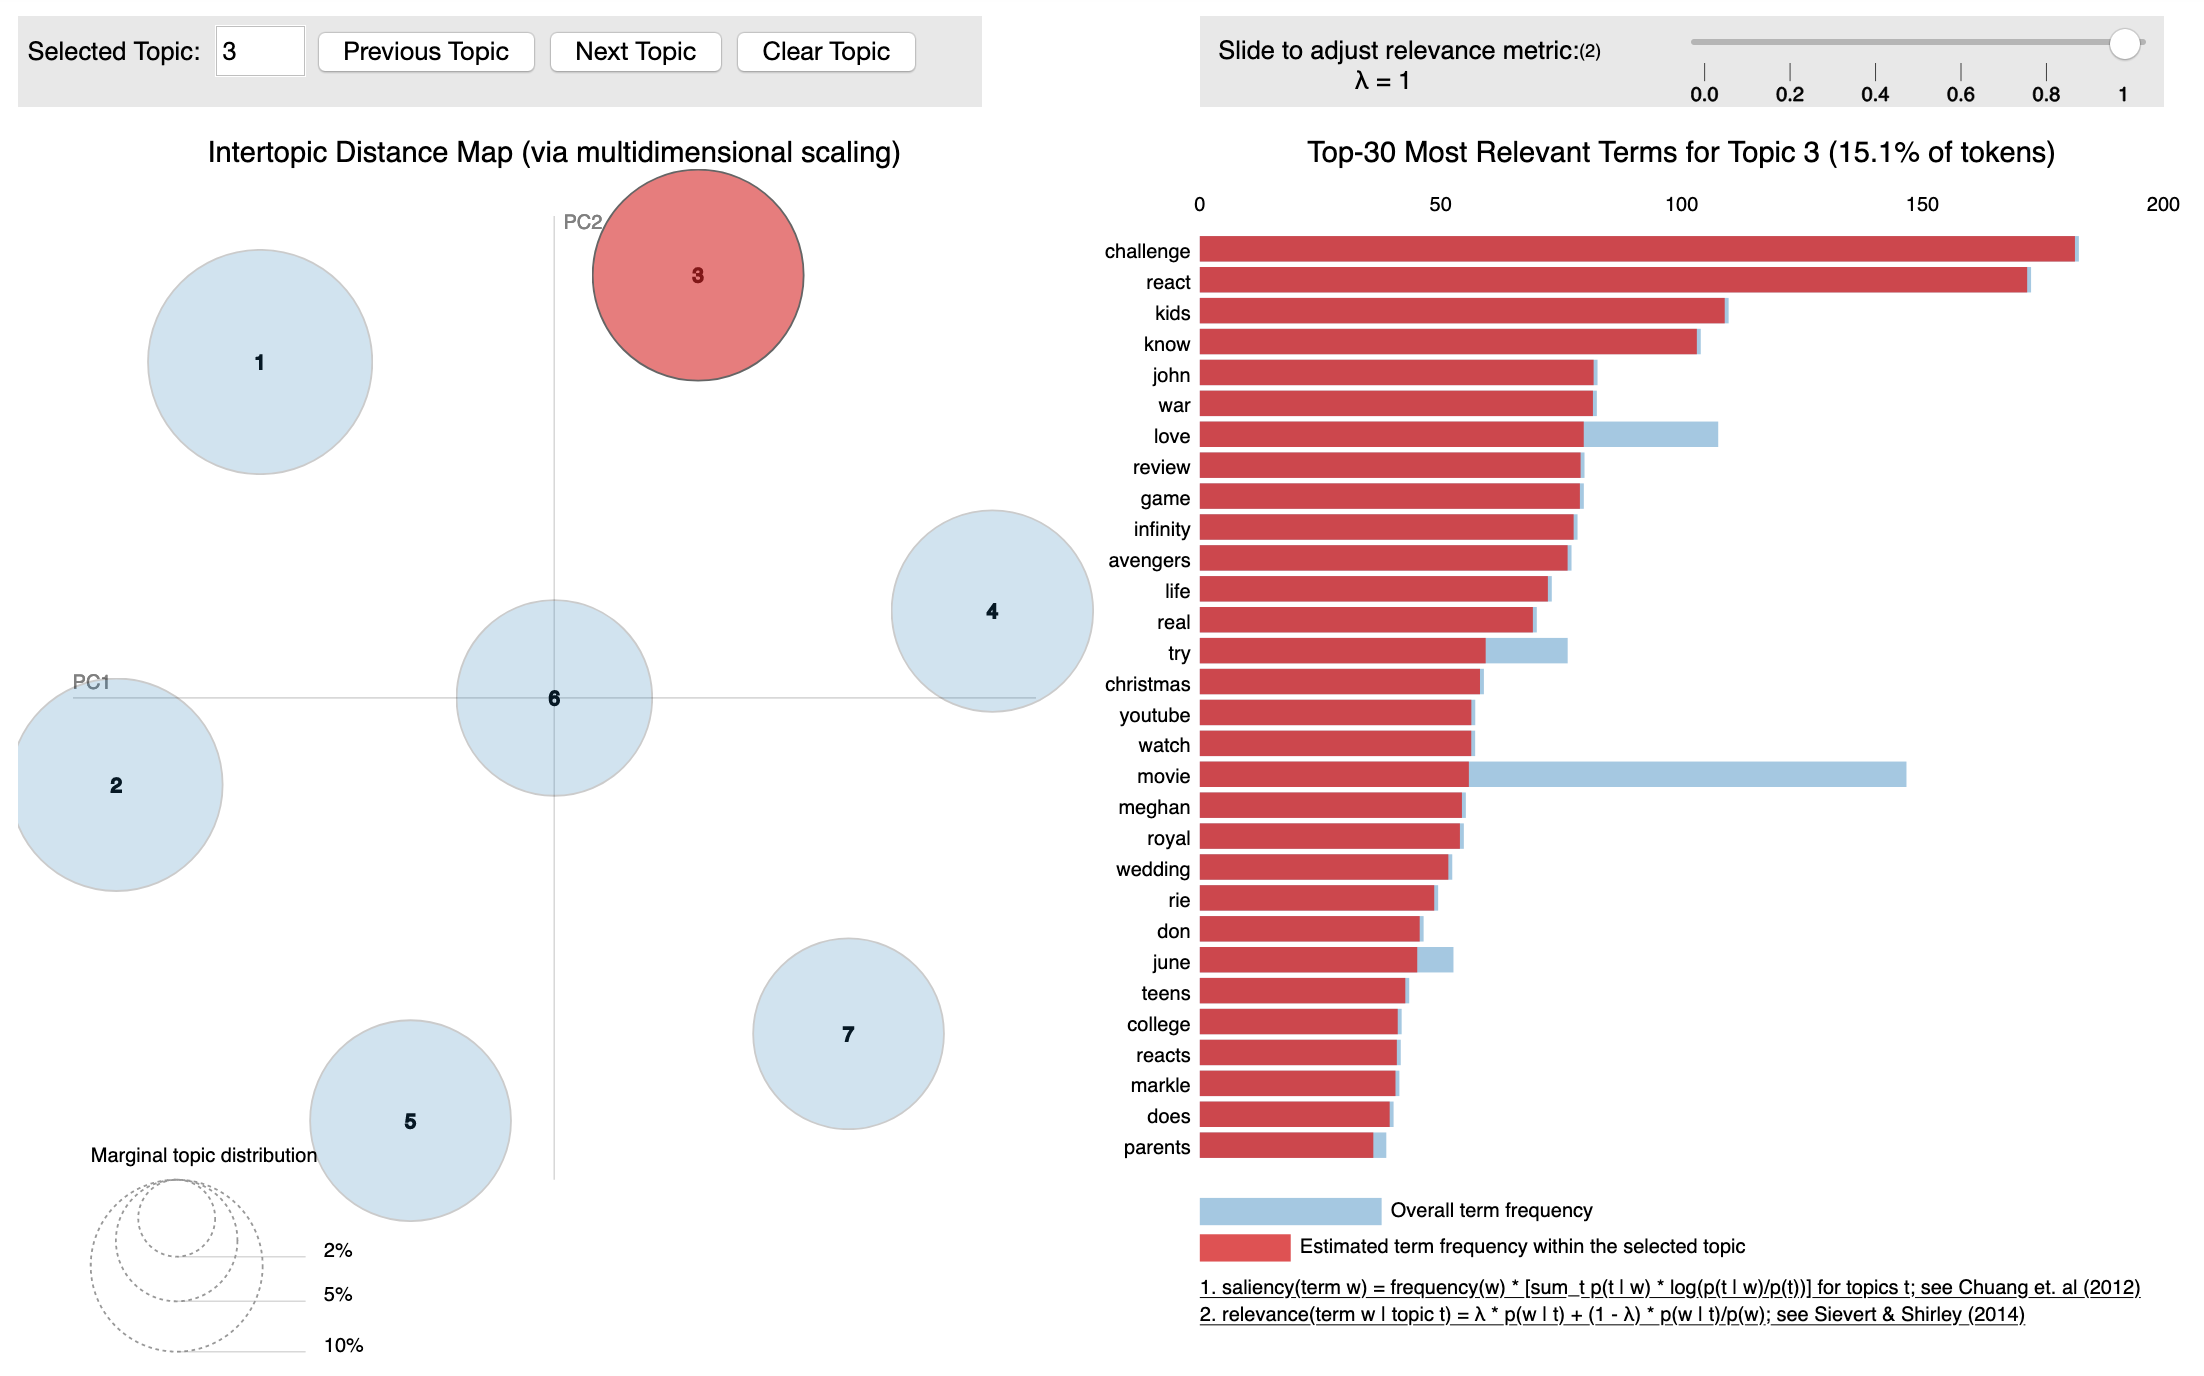 Selected Topic: 3 Previous Topic Next Topic Clear Topic
Slide to adjust relevance metric:(2)
λ = 1
0.0 0.2 0.4 0.6 0.8 1
Intertopic Distance Map (via multidimensional scaling)
PC2
3
1
4
PC1
6
2
7
5
Marginal topic distribution
2%
5%
10%
Top-30 Most Relevant Terms for Topic 3 (15.1% of tokens)
0 50 100 150 200
challenge
react
kids
know
john
war
love
review
game
infinity
avengers
life
real
try
christmas
youtube
watch
movie
meghan
royal
wedding
rie
don
june
teens
college
reacts
markle
does
parents
Overall term frequency
Estimated term frequency within the selected topic
1. saliency(term w) = frequency(w) * [sum_t p(t | w) * log(p(t | w)/p(t))] for topics t; see Chuang et. al (2012)
2. relevance(term w | topic t) = λ * p(w | t) + (1 - λ) * p(w | t)/p(w); see Sievert & Shirley (2014)